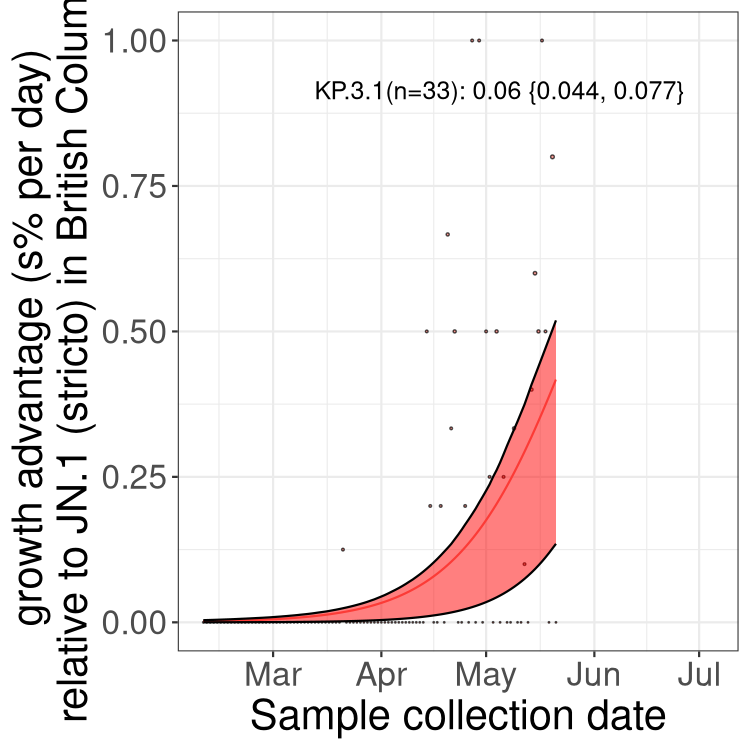 growth advantage (s% per day)
relative to JN.1 (stricto) in British Colum
1.00
0.75
0.50
0.25
0.00
KP.3.1(n=33): 0.06 {0.044, 0.077}
Mar Apr May Jun Jul
Sample collection date